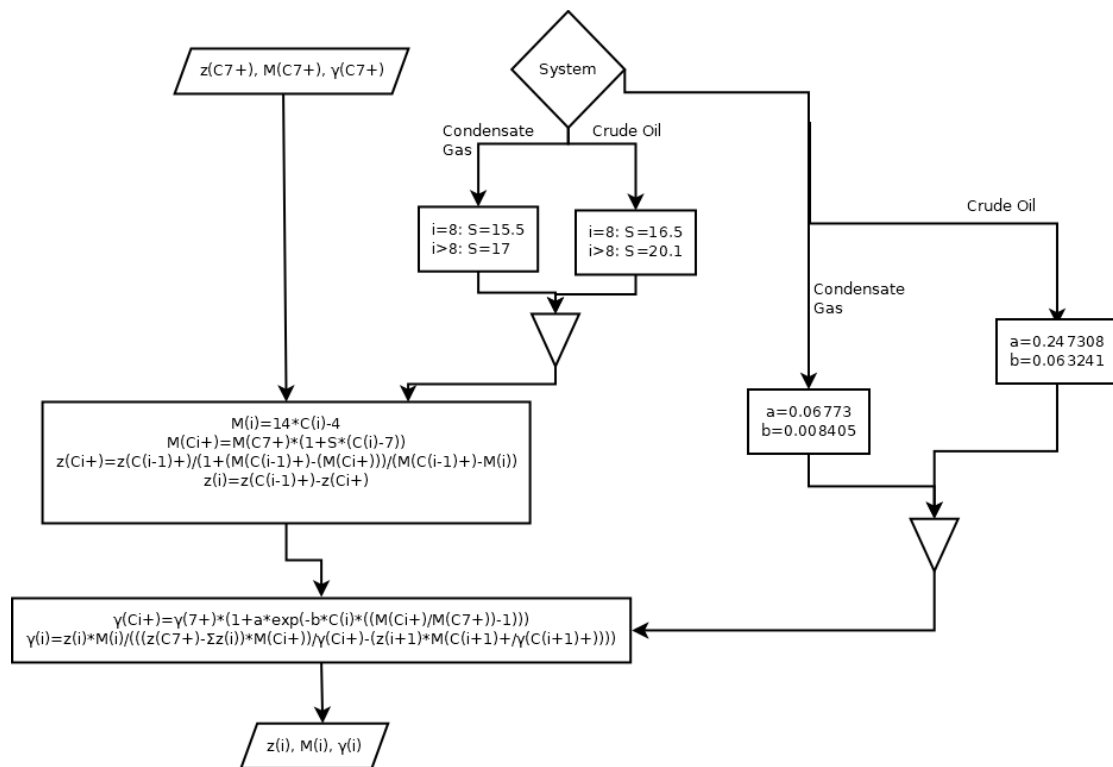 z(C7+), M(C7+), γ(C7+)
System
Condensate
Gas
Crude Oil
i=8: S=15.5
i>8: S=17
i=8: S=16.5
i>8: S=20.1
Crude Oil
Condensate
Gas
a=0.247308
b=0.063241
a=0.06773
b=0.008405
M(i)=14*C(i)-4
M(Ci+)=M(C7+)*(1+S*(C(i)-7))
z(Ci+)=z(C(i-1)+)/(1+(M(C(i-1)+)-(M(Ci+)))/(M(C(i-1)+)-M(i))
z(i)=z(C(i-1)+)-z(Ci+)
γ(Ci+)=γ(7+)*(1+a*exp(-b*C(i)*((M(Ci+)/M(C7+))-1)))
γ(i)=z(i)*M(i)/(((z(C7+)-Σz(i))*M(Ci+))/γ(Ci+)-(z(i+1)*M(C(i+1)+/γ(C(i+1)+))))
z(i), M(i), γ(i)